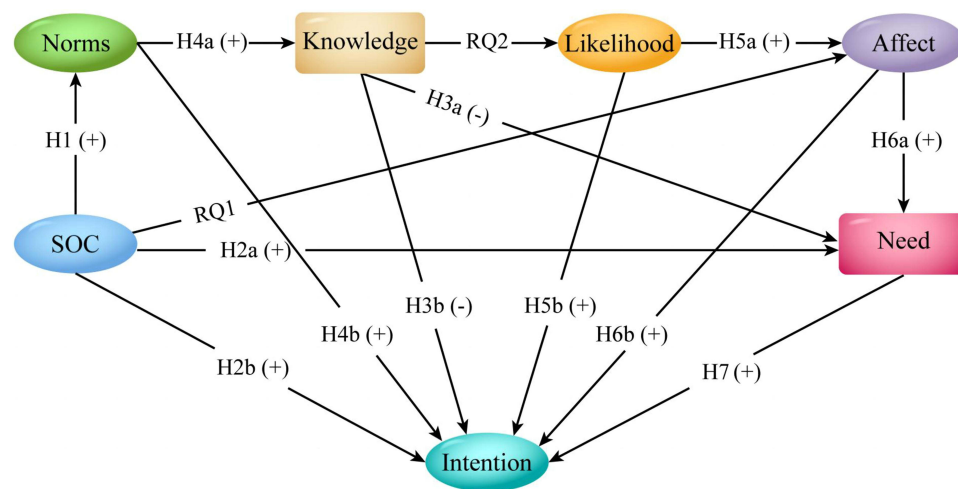 Norms
H4a (+)
Knowledge
RQ2
Likelihood
H5a (+)
Affect
H3a (-)
H1 (+)
H6a (+)
RQ1
SOC
H2a (+)
Need
H3b (-)
H5b (+)
H4b (+)
H6b (+)
H2b (+)
H7 (+)
Intention